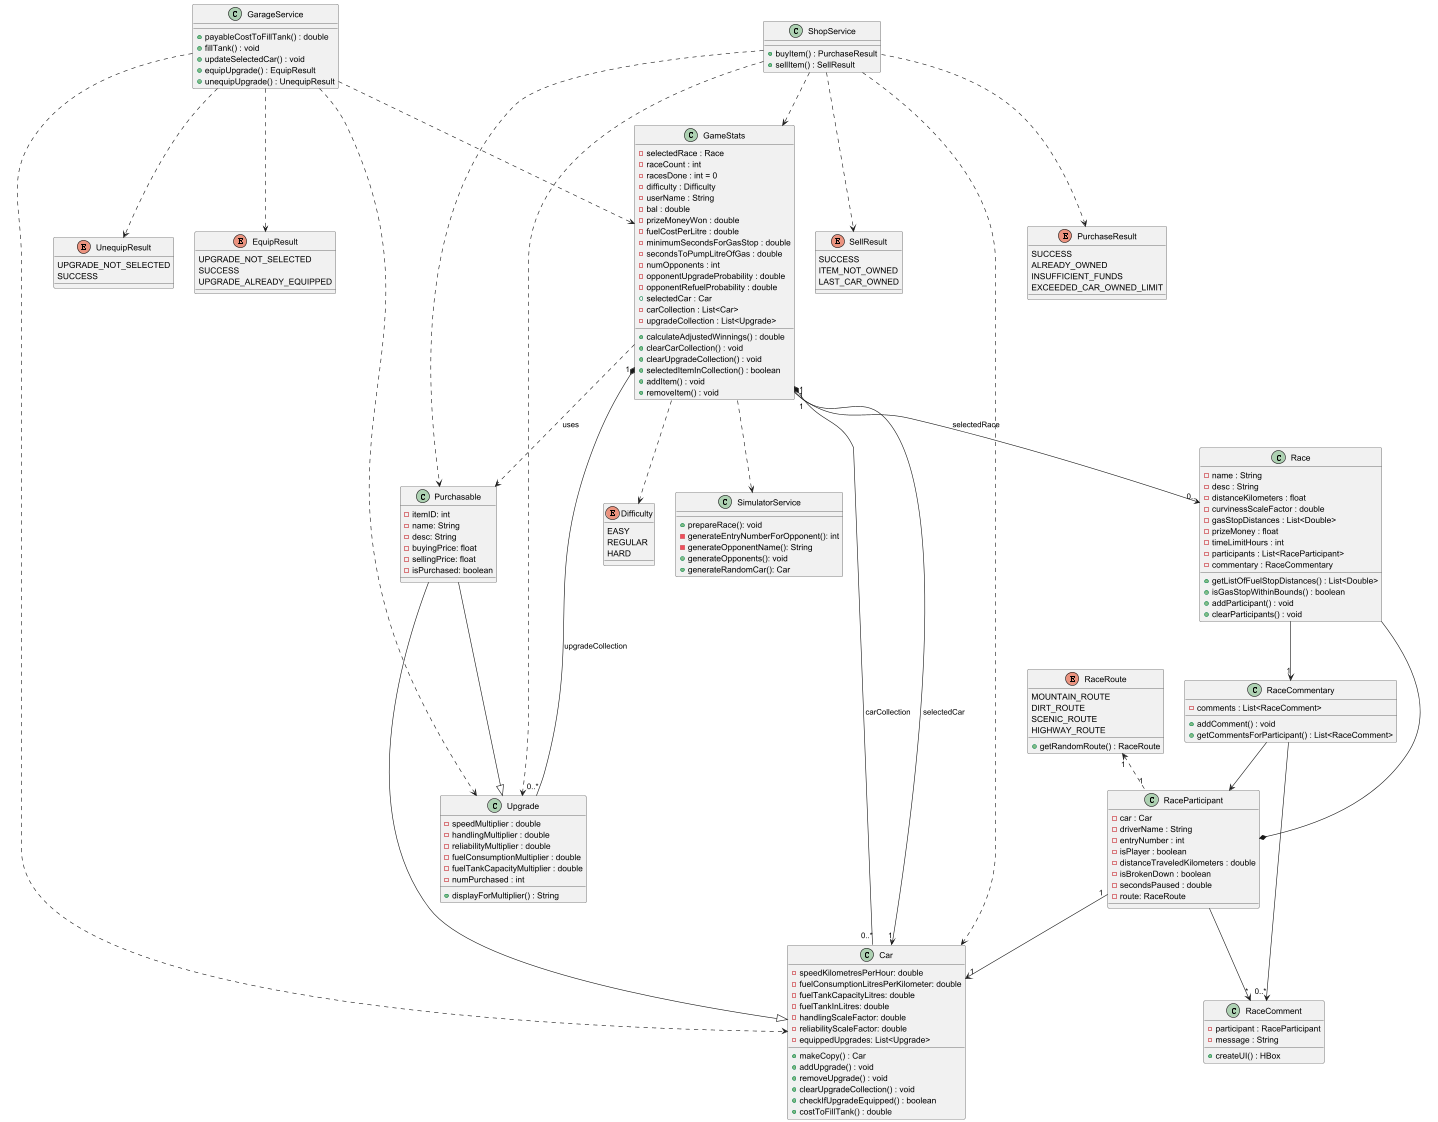 C GarageService
payableCostToFillTank() : double
fillTank() : void
updateSelectedCar() : void
equipUpgrade() : EquipResult
unequipUpgrade() : UnequipResult
C ShopService
buyItem() : PurchaseResult
sellItem() : SellResult
C GameStats
selectedRace : Race
raceCount : int
racesDone : int = 0
difficulty : Difficulty
userName : String
bal : double
prizeMoneyWon : double
fuelCostPerLitre : double
minimumSecondsForGasStop : double
secondsToPumpLitreOfGas : double
numOpponents : int
opponentUpgradeProbability : double
opponentRefuelProbability : double
selectedCar : Car
carCollection : List<Car>
upgradeCollection : List<Upgrade>
calculateAdjustedWinnings() : double
clearCarCollection() : void
clearUpgradeCollection() : void
selectedItemInCollection() : boolean
addItem() : void
removeItem() : void
E UnequipResult
UPGRADE_NOT_SELECTED
SUCCESS
E EquipResult
UPGRADE_NOT_SELECTED
SUCCESS
UPGRADE_ALREADY_EQUIPPED
E SellResult
SUCCESS
ITEM_NOT_OWNED
LAST_CAR_OWNED
E PurchaseResult
SUCCESS
ALREADY_OWNED
INSUFFICIENT_FUNDS
EXCEEDED_CAR_OWNED_LIMIT
1
1
1
1
uses
selectedRace
0..
C Purchasable
itemID: int
name: String
desc: String
buyingPrice: float
sellingPrice: float
isPurchased: boolean
E Difficulty
EASY
REGULAR
HARD
C SimulatorService
prepareRace(): void
generateEntryNumberForOpponent(): int
generateOpponentName(): String
generateOpponents(): void
generateRandomCar(): Car
C Race
name : String
desc : String
distanceKilometers : float
curvinessScaleFactor : double
gasStopDistances : List<Double>
prizeMoney : float
timeLimitHours : int
participants : List<RaceParticipant>
commentary : RaceCommentary
getListOfFuelStopDistances() : List<Double>
isGasStopWithinBounds() : boolean
addParticipant() : void
clearParticipants() : void
upgradeCollection
carCollection
selectedCar
1
E RaceRoute
MOUNTAIN_ROUTE
DIRT_ROUTE
SCENIC_ROUTE
HIGHWAY_ROUTE
getRandomRoute() : RaceRoute
C RaceCommentary
comments : List<RaceComment>
addComment() : void
getCommentsForParticipant() : List<RaceComment>
1
1
0..*
C Upgrade
speedMultiplier : double
handlingMultiplier : double
reliabilityMultiplier : double
fuelConsumptionMultiplier : double
fuelTankCapacityMultiplier : double
numPurchased : int
displayForMultiplier() : String
C RaceParticipant
car : Car
driverName : String
entryNumber : int
isPlayer : boolean
distanceTraveledKilometers : double
isBrokenDown : boolean
secondsPaused : double
route: RaceRoute
1
0..*
1
1
*
0..*
C Car
speedKilometresPerHour: double
fuelConsumptionLitresPerKilometer: double
fuelTankCapacityLitres: double
fuelTankInLitres: double
handlingScaleFactor: double
reliabilityScaleFactor: double
equippedUpgrades: List<Upgrade>
makeCopy() : Car
addUpgrade() : void
removeUpgrade() : void
clearUpgradeCollection() : void
checkIfUpgradeEquipped() : boolean
costToFillTank() : double
C RaceComment
participant : RaceParticipant
message : String
createUI() : HBox